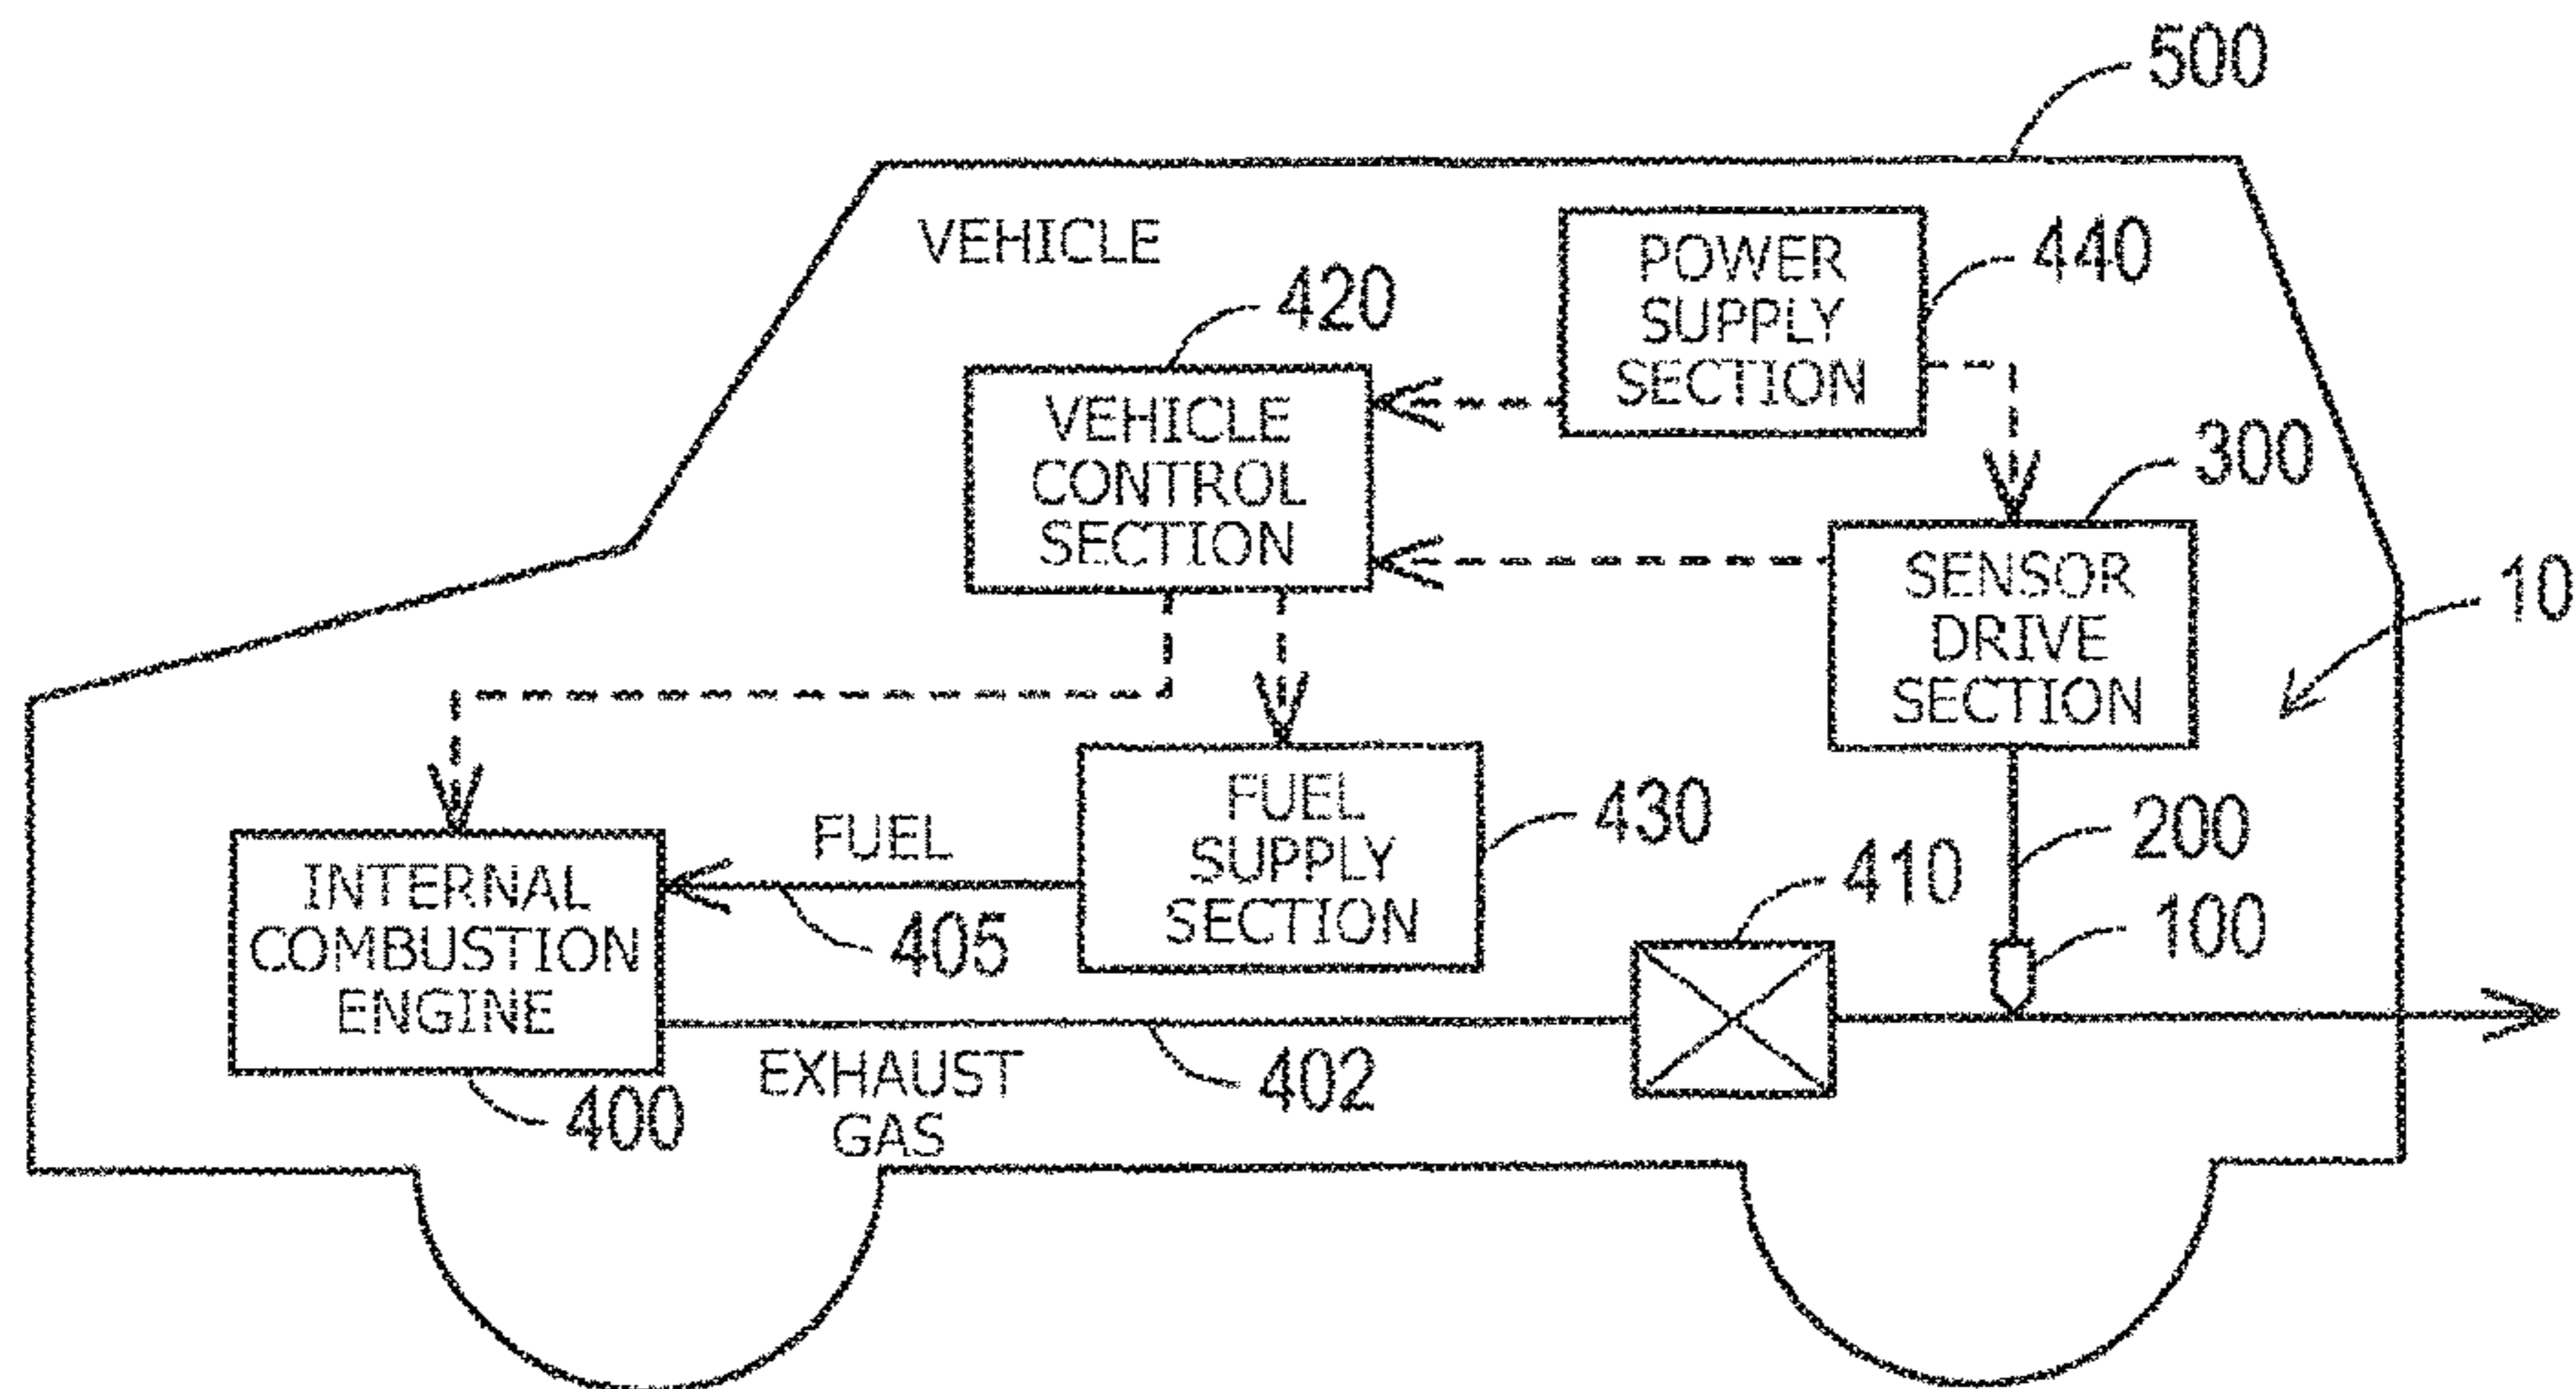 500
VEHICLE
POWER
SUPPLY
SECTION
440
420
VEHICLE
CONTROL
SECTION
300
SENSOR
DRIVE
SECTION
10
FUEL
SUPPLY
SECTION
430
FUEL
405
200
410
100
INTERNAL
COMBUSTION
ENGINE
400
EXHAUST
GAS
402